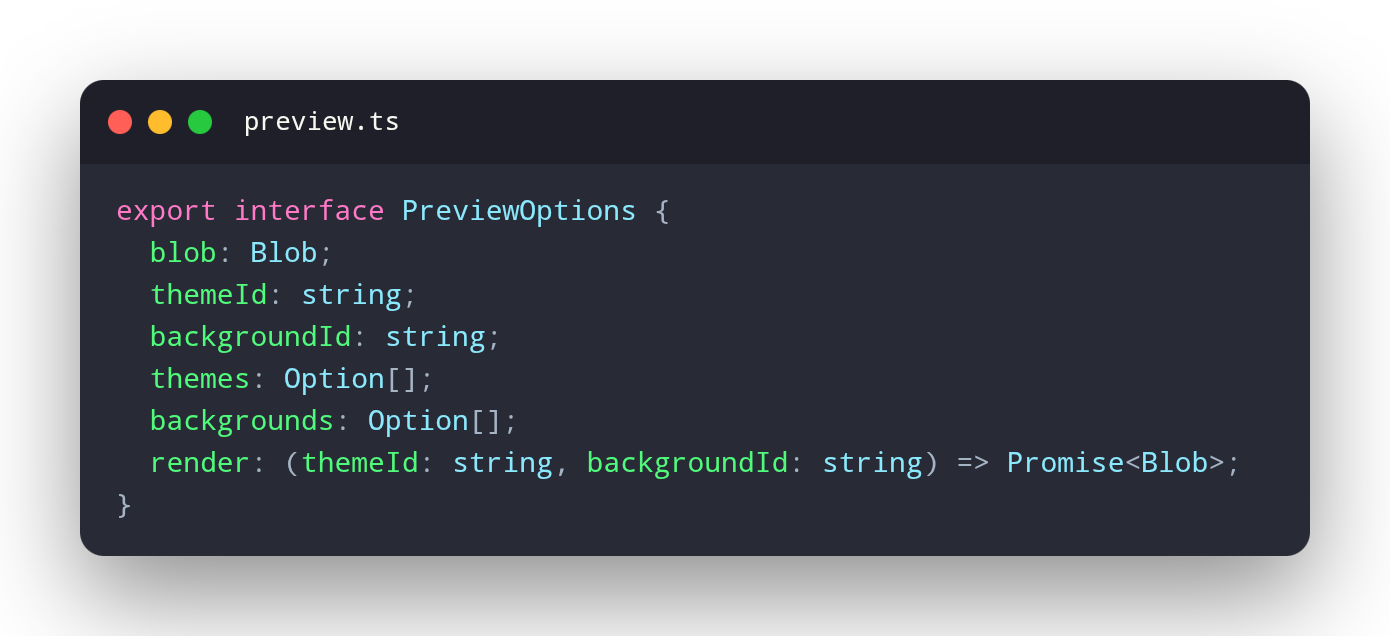 preview.ts
export interface PreviewOptions {
  blob: Blob;
  themeId: string;
  backgroundId: string;
  themes: Option[];
  backgrounds: Option[];
  render: (themeId: string, backgroundId: string) => Promise<Blob>;
}